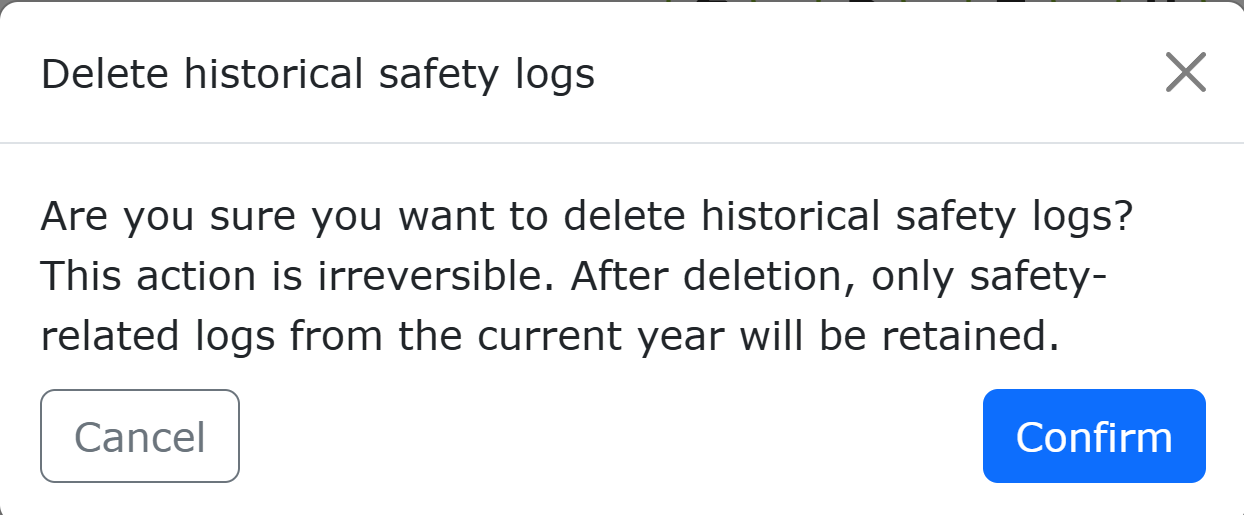 Delete historical safety logs
Are you sure you want to delete historical safety logs?
This action is irreversible. After deletion, only safety-
related logs from the current year will be retained.
Cancel
Confirm